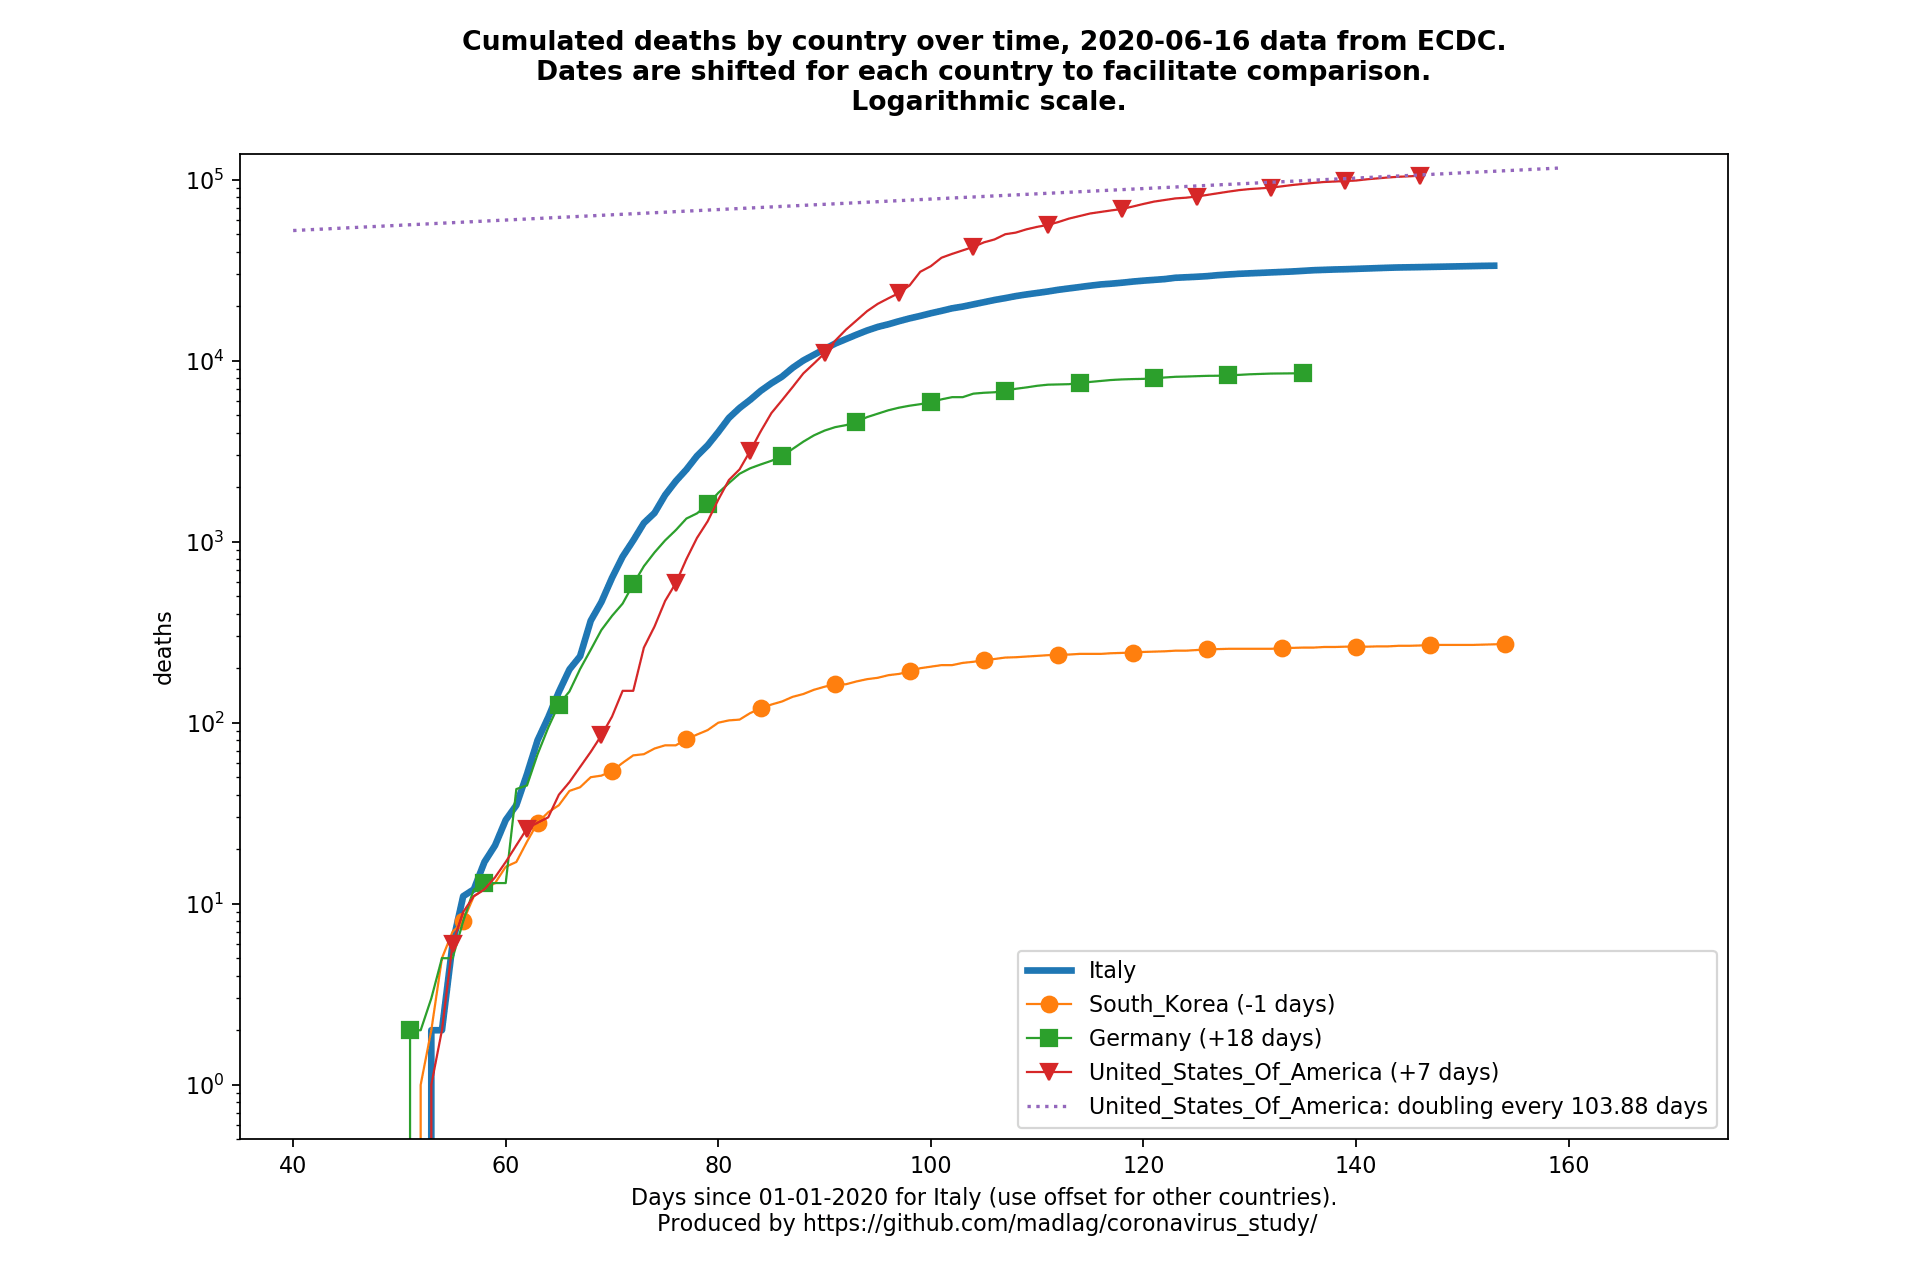 Cumulated deaths by country over time, 2020-06-16 data from ECDC.
Dates are shifted for each country to facilitate comparison.
Logarithmic scale.
10^5
10^4
10^3
10^2
10^1
10^0
deaths
Italy
South_Korea (-1 days)
Germany (+18 days)
United_States_Of_America (+7 days)
United_States_Of_America: doubling every 103.88 days
40 60 80 100 120 140 160
Days since 01-01-2020 for Italy (use offset for other countries).
Produced by https://github.com/madlag/coronavirus_study/